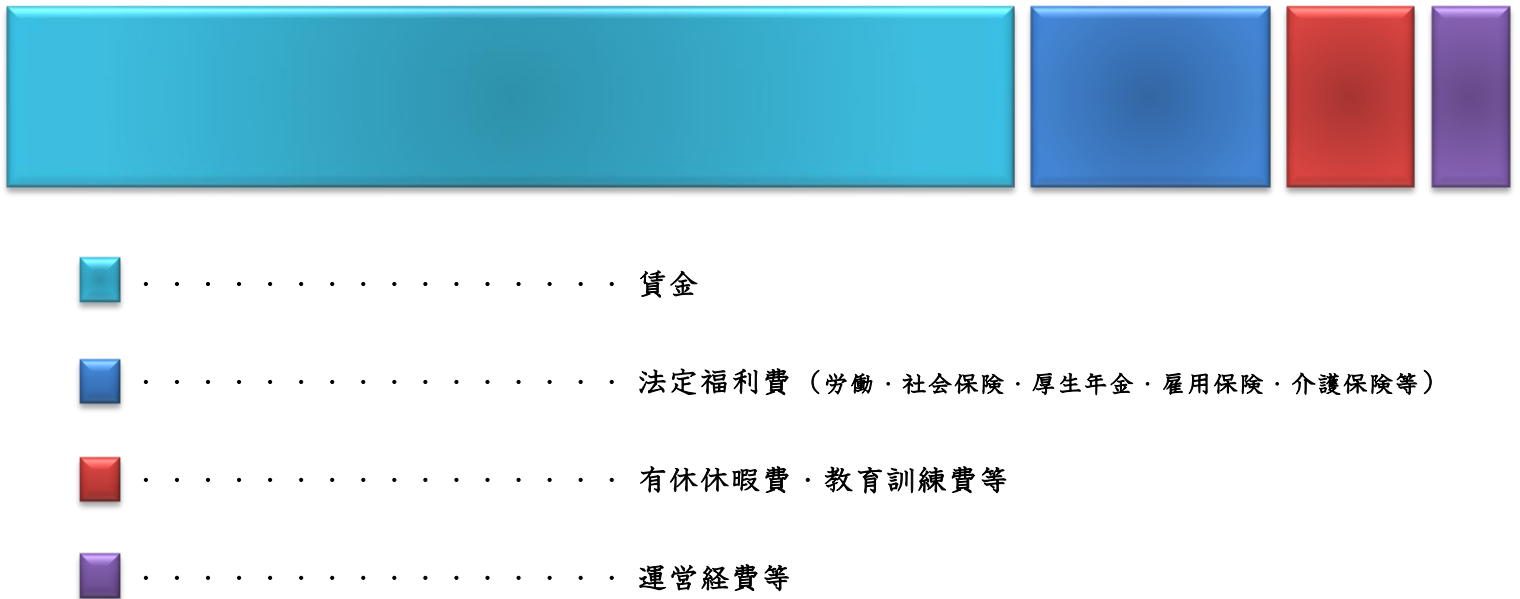 ・・・・・・・・・・・・・・・・ 賃金
・・・・・・・・・・・・・・・・ 法定福利費（労働・社会保険・厚生年金・雇用保険・介護保険等）
・・・・・・・・・・・・・・・・ 有休休暇費・教育訓練費等
・・・・・・・・・・・・・・・・ 運営経費等